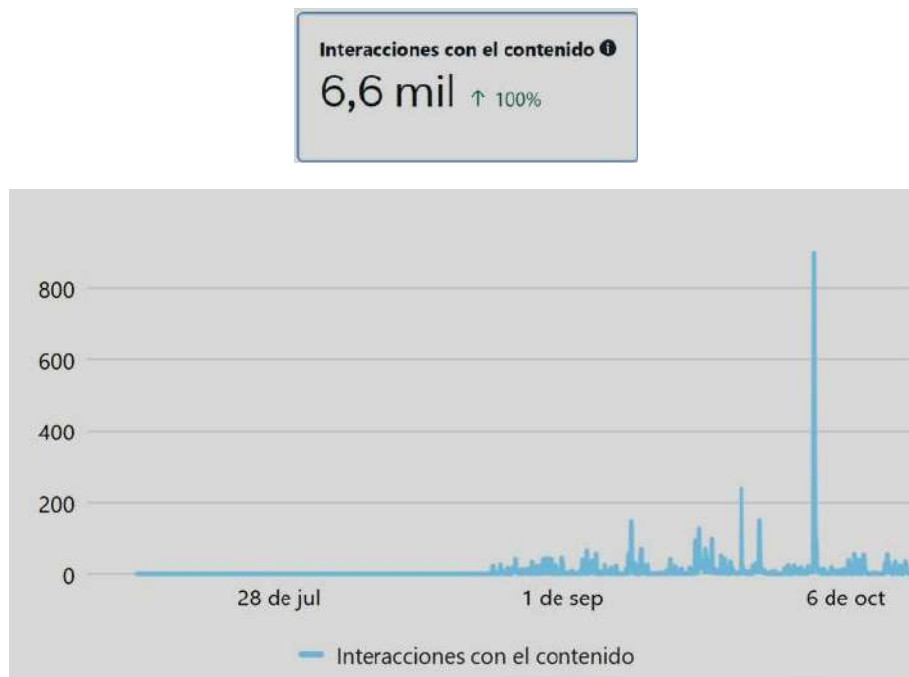 Interacciones con el contenido
6,6 mil ↑ 100%
800
600
400
200
0
28 de jul
1 de sep
6 de oct
Interacciones con el contenido